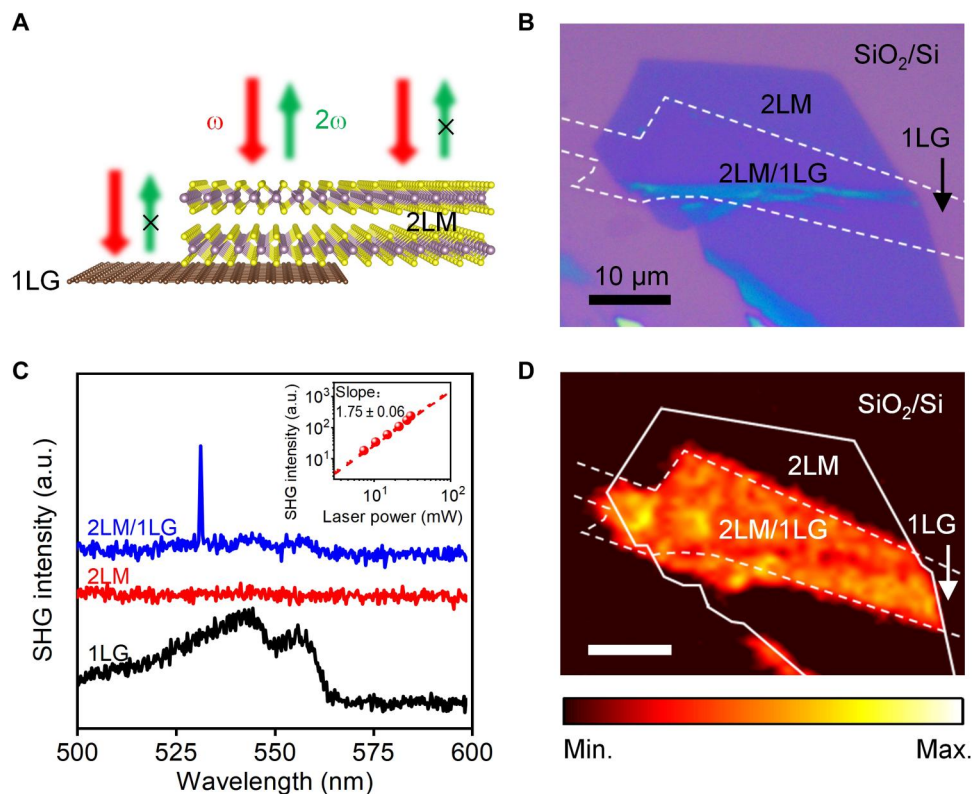 A
ω
2ω
2LM
1LG
B
SiO₂/Si
2LM
1LG
2LM/1LG
10 μm
C
SHG intensity (a.u.)
Wavelength (nm)
500
525
550
575
600
2LM/1LG
2LM
1LG
SHG intensity (a.u.)
10³
10²
10¹
Slope:
1.75 ± 0.06
10¹
10²
Laser power (mW)
D
SiO₂/Si
2LM
1LG
2LM/1LG
Min.
Max.